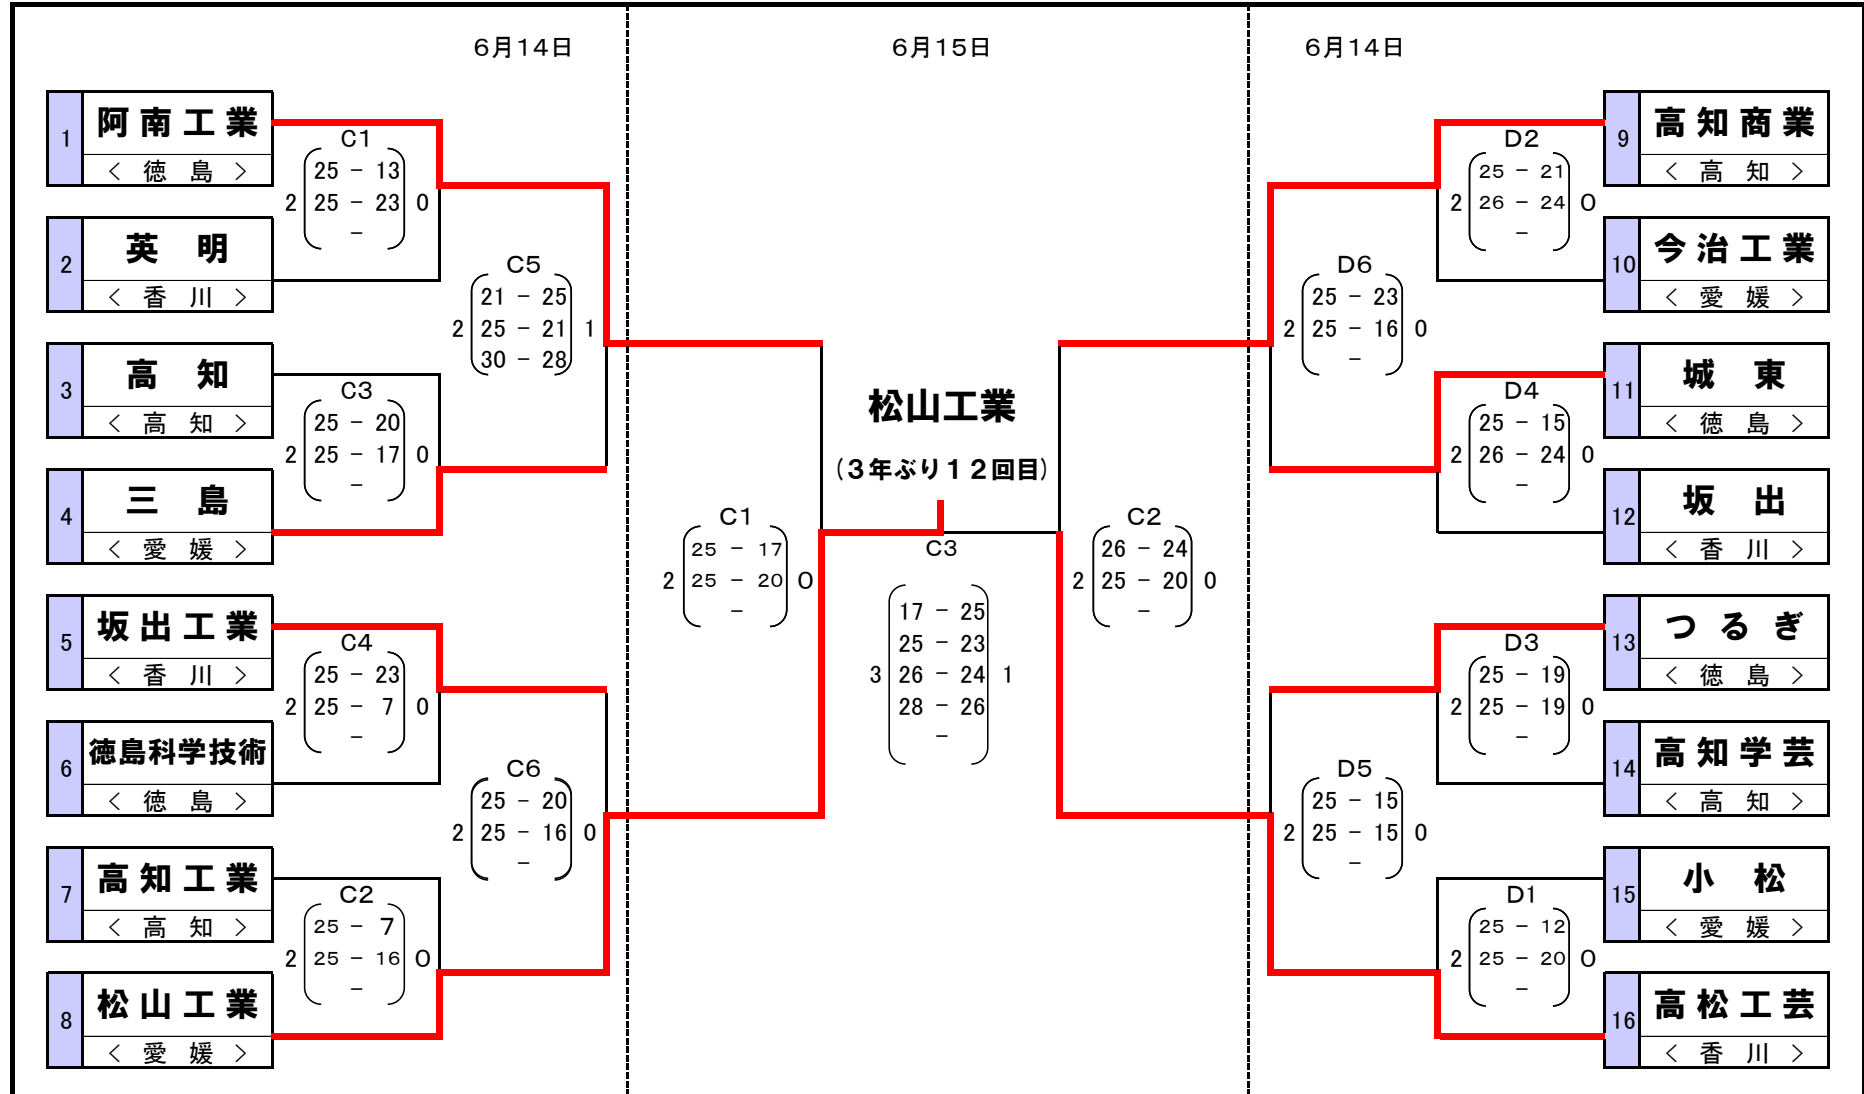 6月14日
6月15日
6月14日
1
阿南工業
<徳島>
2
英明
<香川>
3
高知
<高知>
4
三島
<愛媛>
5
坂出工業
<香川>
6
徳島科学技術
<徳島>
7
高知工業
<高知>
8
松山工業
<愛媛>
C1
25 - 13
2 25 - 23 0
-
C3
25 - 20
2 25 - 17 0
-
C4
25 - 23
2 25 - 7 0
-
C2
25 - 7
2 25 - 16 0
-
C5
21 - 25
2 25 - 21 1
30 - 28
C6
25 - 20
2 25 - 16 0
-
C1
25 - 17
2 25 - 20 0
-
松山工業
(3年ぶり12回目)
C3
17 - 25
25 - 23
3 26 - 24 1
28 - 26
-
C2
26 - 24
2 25 - 20 0
-
D6
25 - 23
2 25 - 16 0
-
D5
25 - 15
2 25 - 15 0
-
D2
25 - 21
2 26 - 24 0
-
D4
25 - 15
2 26 - 24 0
-
D3
25 - 19
2 25 - 19 0
-
D1
25 - 12
2 25 - 20 0
-
9
高知商業
<高知>
10
今治工業
<愛媛>
11
城東
<徳島>
12
坂出
<香川>
13
つるぎ
<徳島>
14
高知学芸
<高知>
15
小松
<愛媛>
16
高松工芸
<香川>